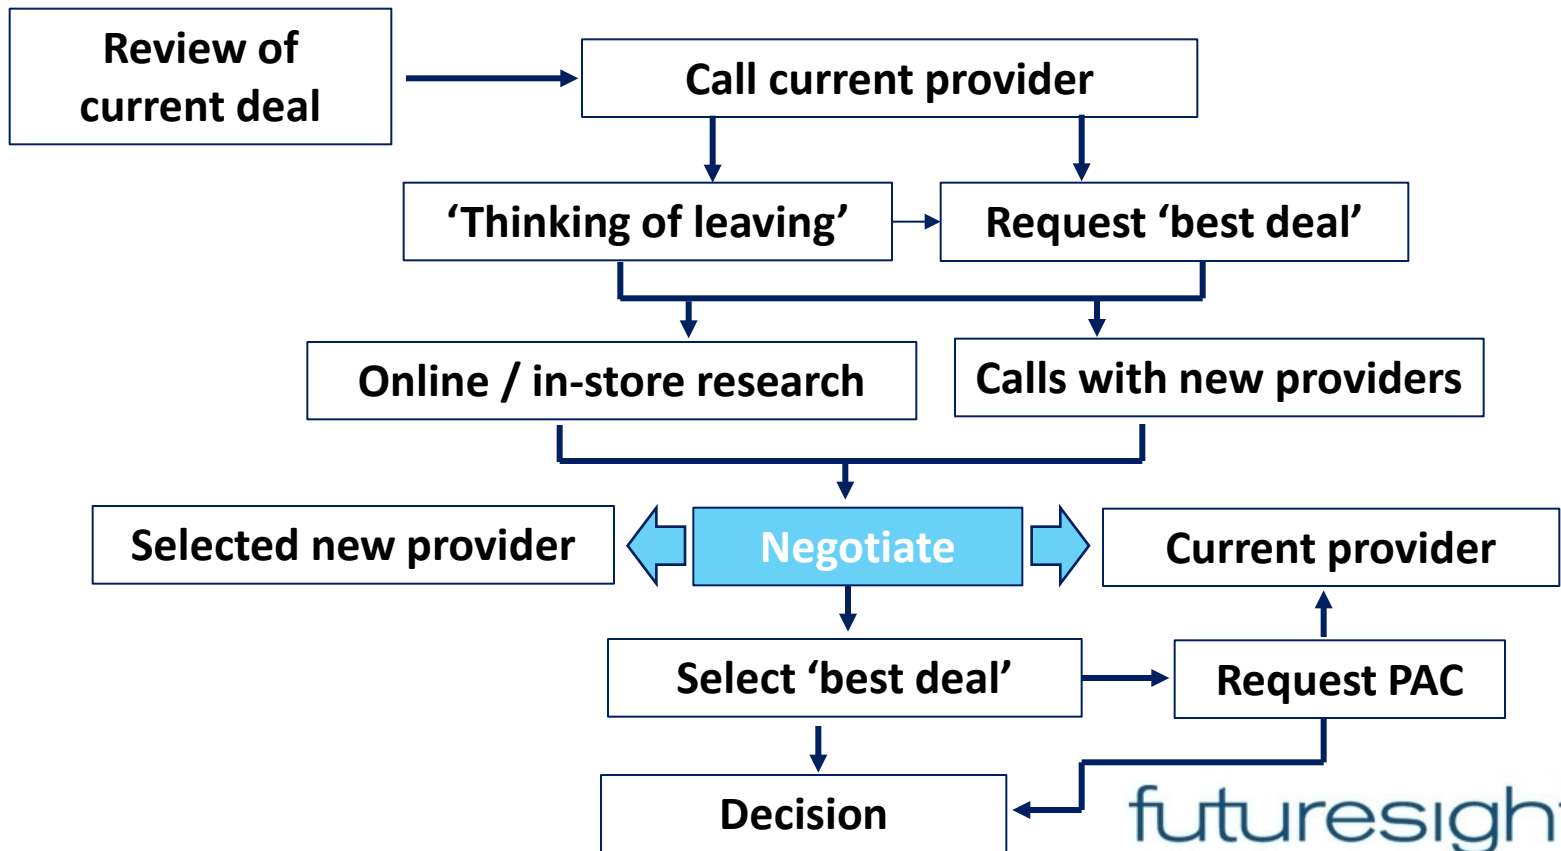 Review of
current deal
Call current provider
‘Thinking of leaving’
Request ‘best deal’
Online / in-store research
Calls with new providers
Selected new provider
Negotiate
Current provider
Select ‘best deal’
Request PAC
Decision
futuresight